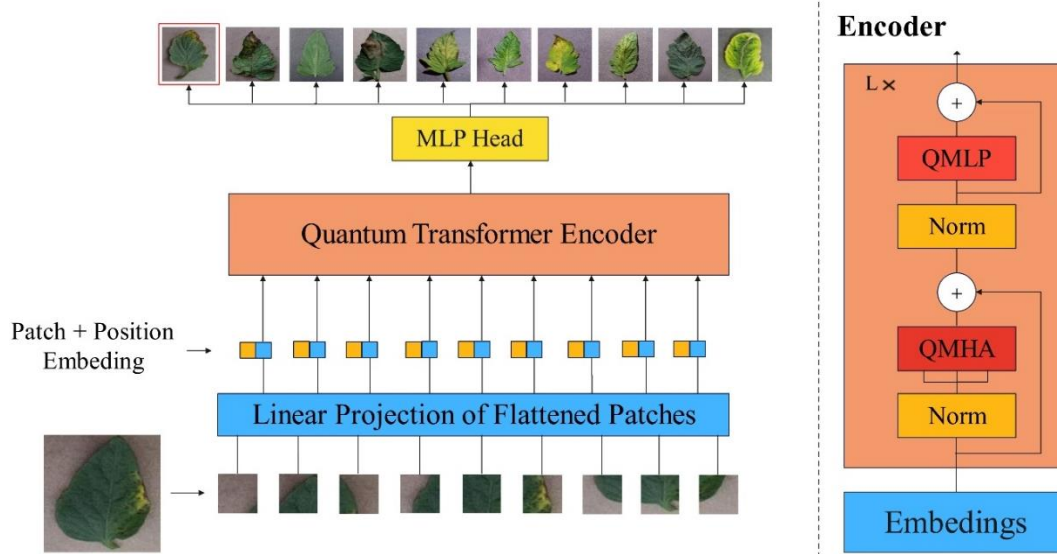 MLP Head
Quantum Transformer Encoder
Patch + Position
Embeding
Linear Projection of Flattened Patches
Encoder
L ×
+
QMLP
Norm
+
QMHA
Norm
Embedings